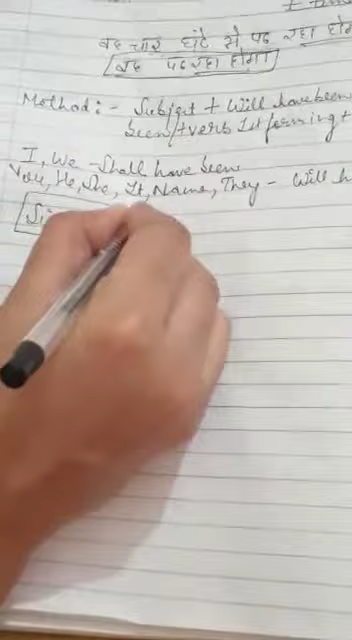 वह चार घंटे से पढ रहा होगा
वह पढ रहा होगा
Method :- Subject + Will have been
been + verb Ist form ing +
I, We - Shall have been
You, He, She, It, Name, They - Will h